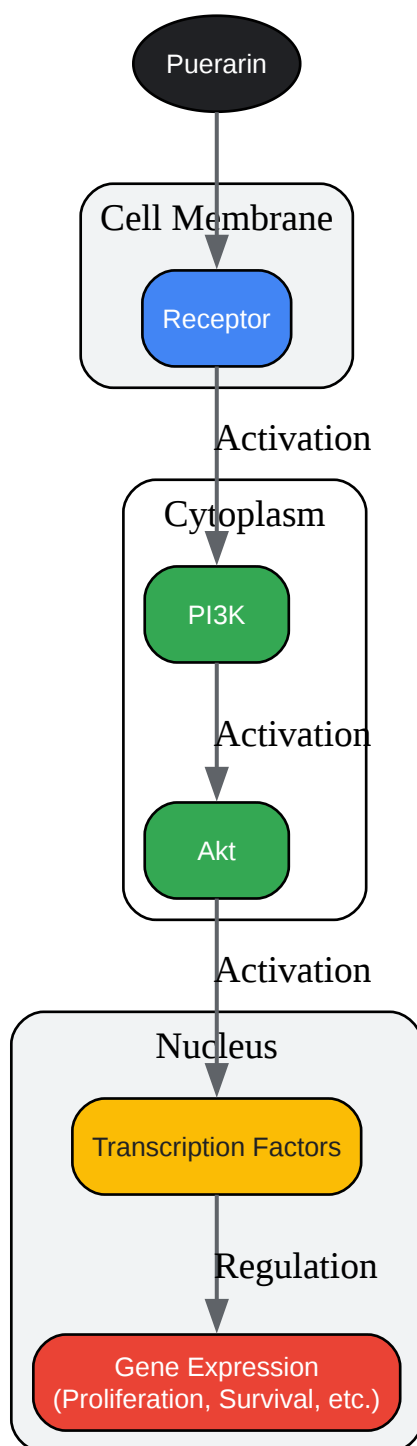 Puerarin
Cell Membrane
Receptor
Activation
Cytoplasm
PI3K
Activation
Akt
Activation
Nucleus
Transcription Factors
Regulation
Gene Expression
(Proliferation, Survival, etc.)